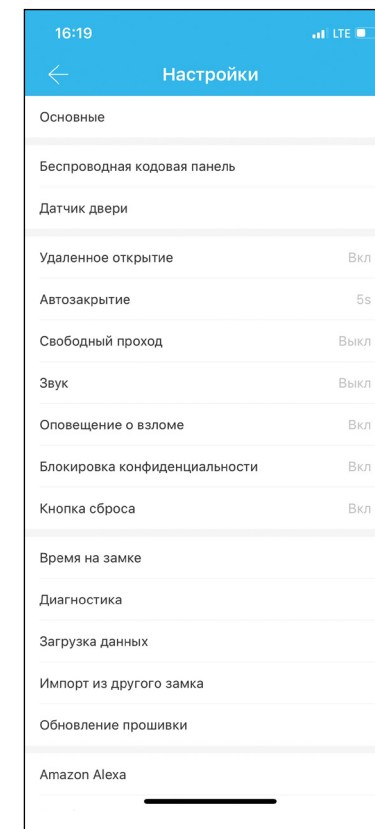 16:19
LTE
Настройки
Основные
Беспроводная кодовая панель
Датчик двери
Удаленное открытие Вкл
Автозакрытие 5s
Свободный проход Выкл
Звук Выкл
Оповещение о взломе Вкл
Блокировка конфиденциальности Вкл
Кнопка сброса Вкл
Время на замке
Диагностика
Загрузка данных
Импорт из другого замка
Обновление прошивки
Amazon Alexa